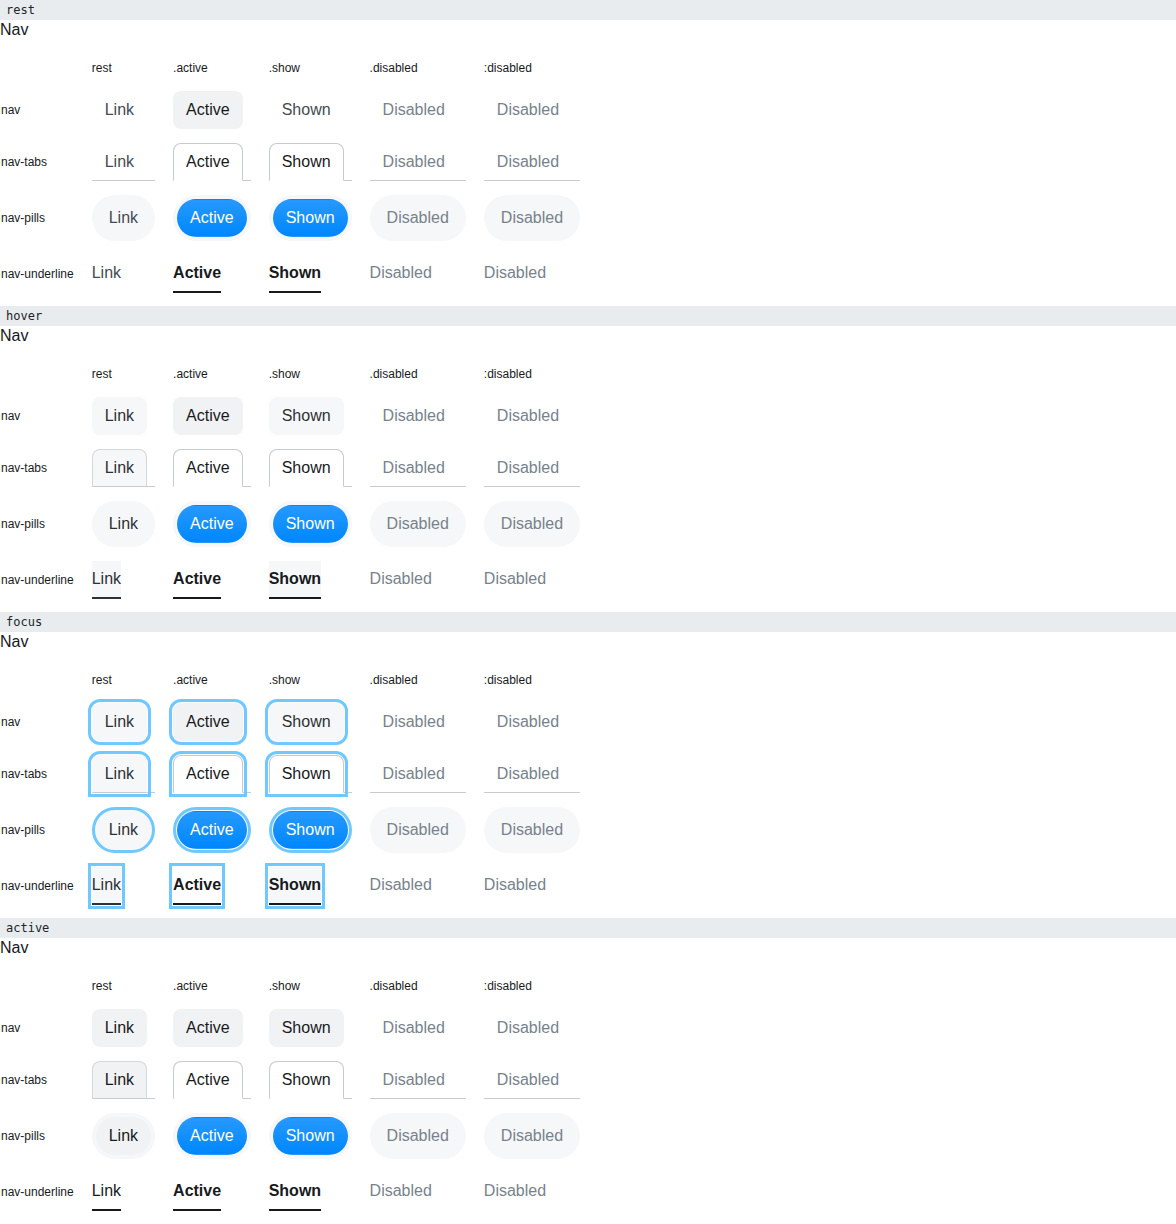 rest
Nav
rest .active .show .disabled :disabled
nav Link Active Shown Disabled Disabled
nav-tabs Link Active Shown Disabled Disabled
nav-pills Link Active Shown Disabled Disabled
nav-underline Link Active Shown Disabled Disabled
hover
Nav
rest .active .show .disabled :disabled
nav Link Active Shown Disabled Disabled
nav-tabs Link Active Shown Disabled Disabled
nav-pills Link Active Shown Disabled Disabled
nav-underline Link Active Shown Disabled Disabled
focus
Nav
rest .active .show .disabled :disabled
nav Link Active Shown Disabled Disabled
nav-tabs Link Active Shown Disabled Disabled
nav-pills Link Active Shown Disabled Disabled
nav-underline Link Active Shown Disabled Disabled
active
Nav
rest .active .show .disabled :disabled
nav Link Active Shown Disabled Disabled
nav-tabs Link Active Shown Disabled Disabled
nav-pills Link Active Shown Disabled Disabled
nav-underline Link Active Shown Disabled Disabled